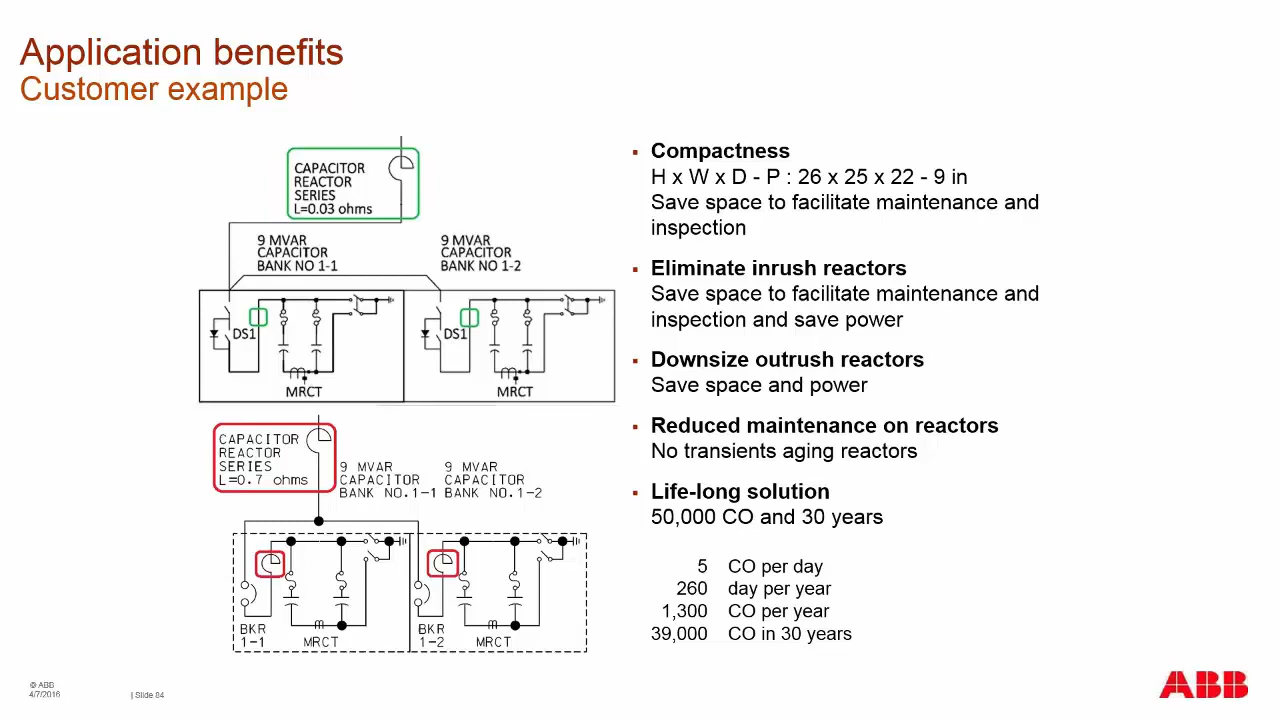 Application benefits
Customer example
CAPACITOR
REACTOR
SERIES
L=0.03 ohms
9 MVAR
CAPACITOR
BANK NO 1-1
9 MVAR
CAPACITOR
BANK NO 1-2
DS1
MRCT
DS1
MRCT
CAPACITOR
REACTOR
SERIES
L=0.7 ohms
9 MVAR
CAPACITOR
BANK NO.1-1
9 MVAR
CAPACITOR
BANK NO.1-2
BKR
1-1
MRCT
BKR
1-2
MRCT
▪ Compactness
H x W x D - P : 26 x 25 x 22 - 9 in
Save space to facilitate maintenance and
inspection
▪ Eliminate inrush reactors
Save space to facilitate maintenance and
inspection and save power
▪ Downsize outrush reactors
Save space and power
▪ Reduced maintenance on reactors
No transients aging reactors
▪ Life-long solution
50,000 CO and 30 years
5 CO per day
260 day per year
1,300 CO per year
39,000 CO in 30 years
© ABB
4/7/2016 | Slide 84
ABB